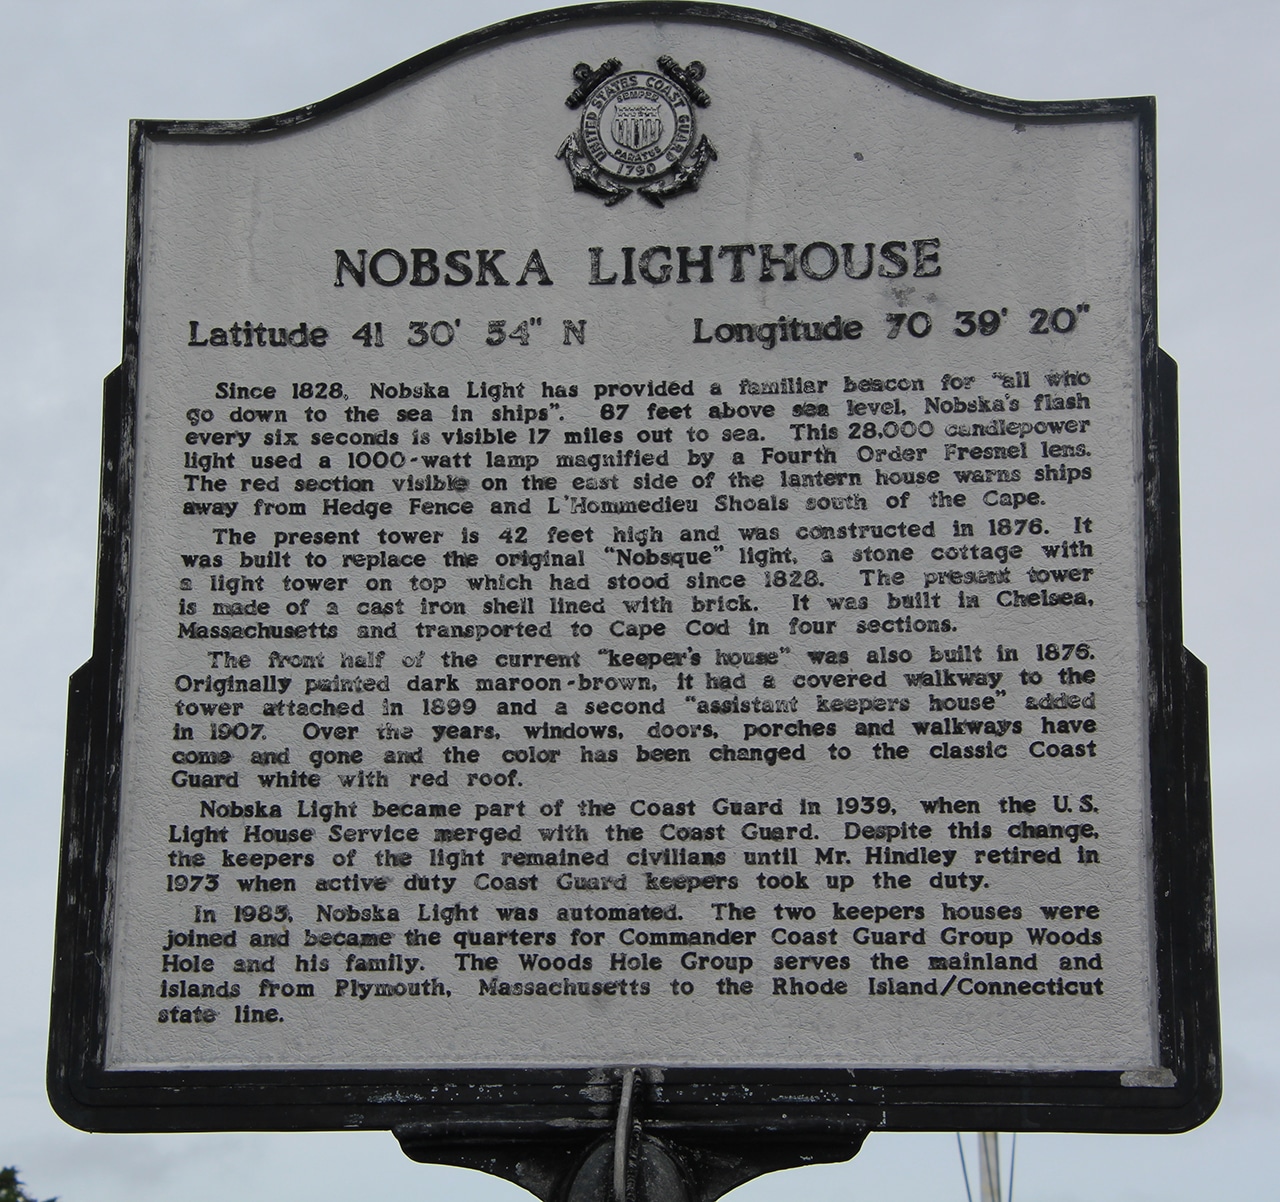 UNITED STATES COAST GUARD
SEMPER
PARATUS
1790
NOBSKA LIGHTHOUSE
Latitude 41 30' 54" N Longitude 70 39' 20"
Since 1828, Nobska Light has provided a familiar beacon for "all who
go down to the sea in ships". 87 feet above sea level, Nobska's flash
every six seconds is visible 17 miles out to sea. This 28,000 candlepower
light used a 1000-watt lamp magnified by a Fourth Order Fresnel lens.
The red section visible on the east side of the lantern house warns ships
away from Hedge Fence and L'Hommedieu Shoals south of the Cape.
The present tower is 42 feet high and was constructed in 1876. It
was built to replace the original "Nobsque" light, a stone cottage with
a light tower on top which had stood since 1828. The present tower
is made of a cast iron shell lined with brick. It was built in Chelsea,
Massachusetts and transported to Cape Cod in four sections.
The front half of the current "keeper's house" was also built in 1876.
Originally painted dark maroon-brown, it had a covered walkway to the
tower attached in 1899 and a second "assistant keepers house" added
in 1907. Over the years, windows, doors, porches and walkways have
come and gone and the color has been changed to the classic Coast
Guard white with red roof.
Nobska Light became part of the Coast Guard in 1939, when the U.S.
Light House Service merged with the Coast Guard. Despite this change,
the keepers of the light remained civilians until Mr. Hindley retired in
1973 when active duty Coast Guard keepers took up the duty.
In 1985, Nobska Light was automated. The two keepers houses were
joined and became the quarters for Commander Coast Guard Group Woods
Hole and his family. The Woods Hole Group serves the mainland and
islands from Plymouth, Massachusetts to the Rhode Island/Connecticut
state line.